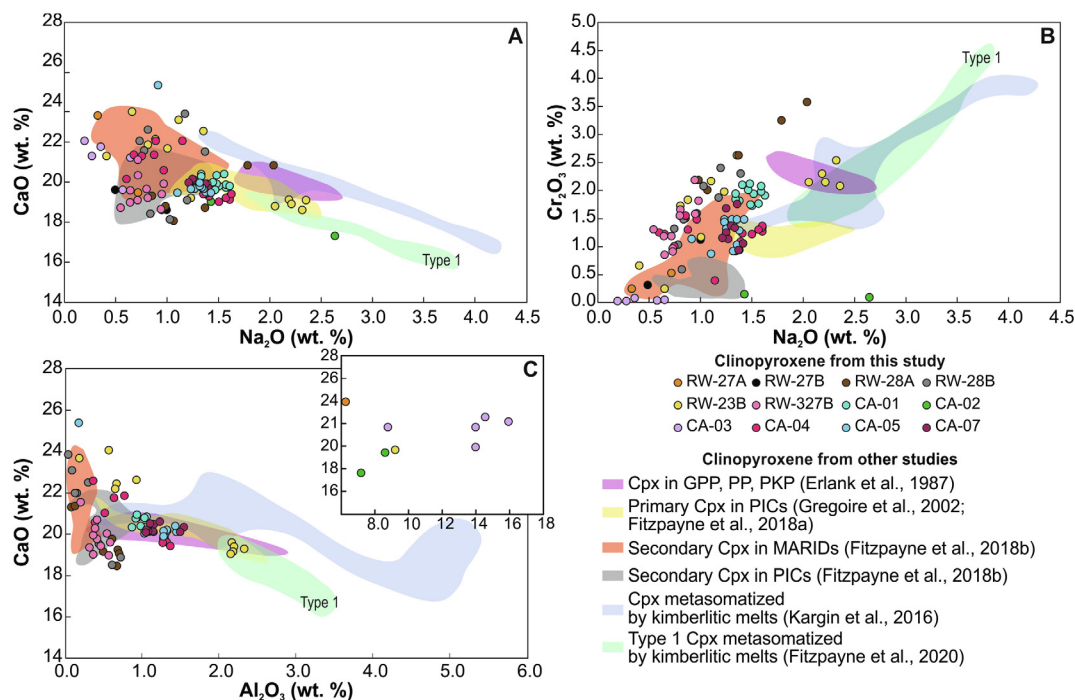 28
26
24
22
20
18
16
14
CaO (wt. %)
A
Type 1
0.0 0.5 1.0 1.5 2.0 2.5 3.0 3.5 4.0 4.5
Na₂O (wt. %)
5.0
4.5
4.0
3.5
3.0
2.5
2.0
1.5
1.0
0.5
0.0
Cr₂O₃ (wt. %)
B
Type 1
0.0 0.5 1.0 1.5 2.0 2.5 3.0 3.5 4.0 4.5
Na₂O (wt. %)
28
26
24
22
20
18
16
14
CaO (wt. %)
C
28
26
24
22
20
18
16
8.0 10 12 14 16 18
Type 1
0.0 1.0 2.0 3.0 4.0 5.0 6.0
Al₂O₃ (wt. %)
Clinopyroxene from this study
RW-27A RW-27B RW-28A RW-28B
RW-23B RW-327B CA-01 CA-02
CA-03 CA-04 CA-05 CA-07
Clinopyroxene from other studies
Cpx in GPP, PP, PKP (Erlank et al., 1987)
Primary Cpx in PICs (Gregoire et al., 2002;
Fitzpayne et al., 2018a)
Secondary Cpx in MARIDs (Fitzpayne et al., 2018b)
Secondary Cpx in PICs (Fitzpayne et al., 2018b)
Cpx metasomatized
by kimberlitic melts (Kargin et al., 2016)
Type 1 Cpx metasomatized
by kimberlitic melts (Fitzpayne et al., 2020)